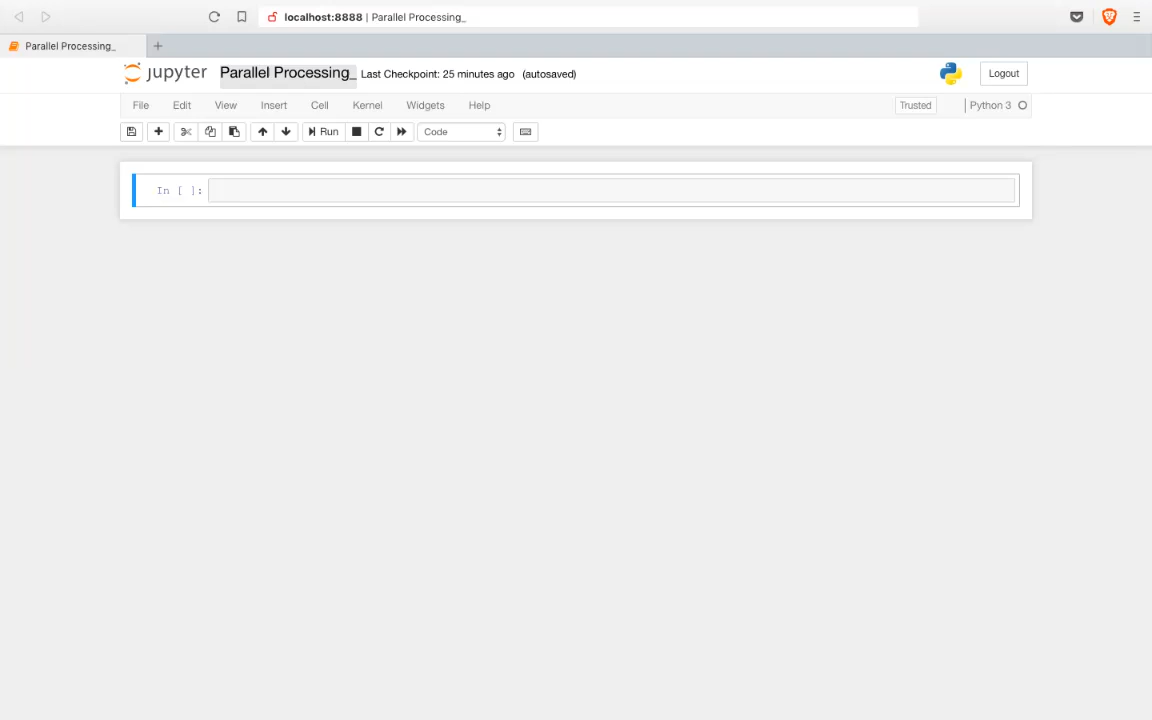 localhost:8888 | Parallel Processing_
Parallel Processing_
jupyter Parallel Processing_ Last Checkpoint: 25 minutes ago (autosaved)
Logout
File Edit View Insert Cell Kernel Widgets Help
Trusted
Python 3
Run
Code
In [ ]: